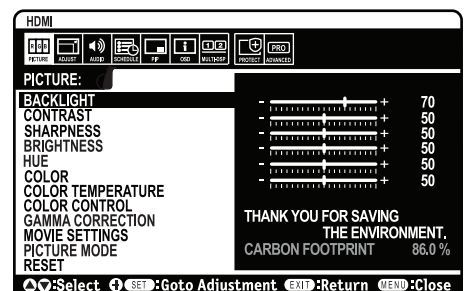 HDMI
RGB
PICTURE ADJUST AUDIO SCHEDULE PIP OSD MULTI-DSP PROTECT PRO ADVANCED
PICTURE:
BACKLIGHT - + 70
CONTRAST - + 50
SHARPNESS - + 50
BRIGHTNESS - + 50
HUE - + 50
COLOR - + 50
COLOR TEMPERATURE
COLOR CONTROL
GAMMA CORRECTION
MOVIE SETTINGS
PICTURE MODE
RESET
THANK YOU FOR SAVING
THE ENVIRONMENT.
CARBON FOOTPRINT 86.0 %
:Select SET :Goto Adjustment EXIT :Return MENU :Close